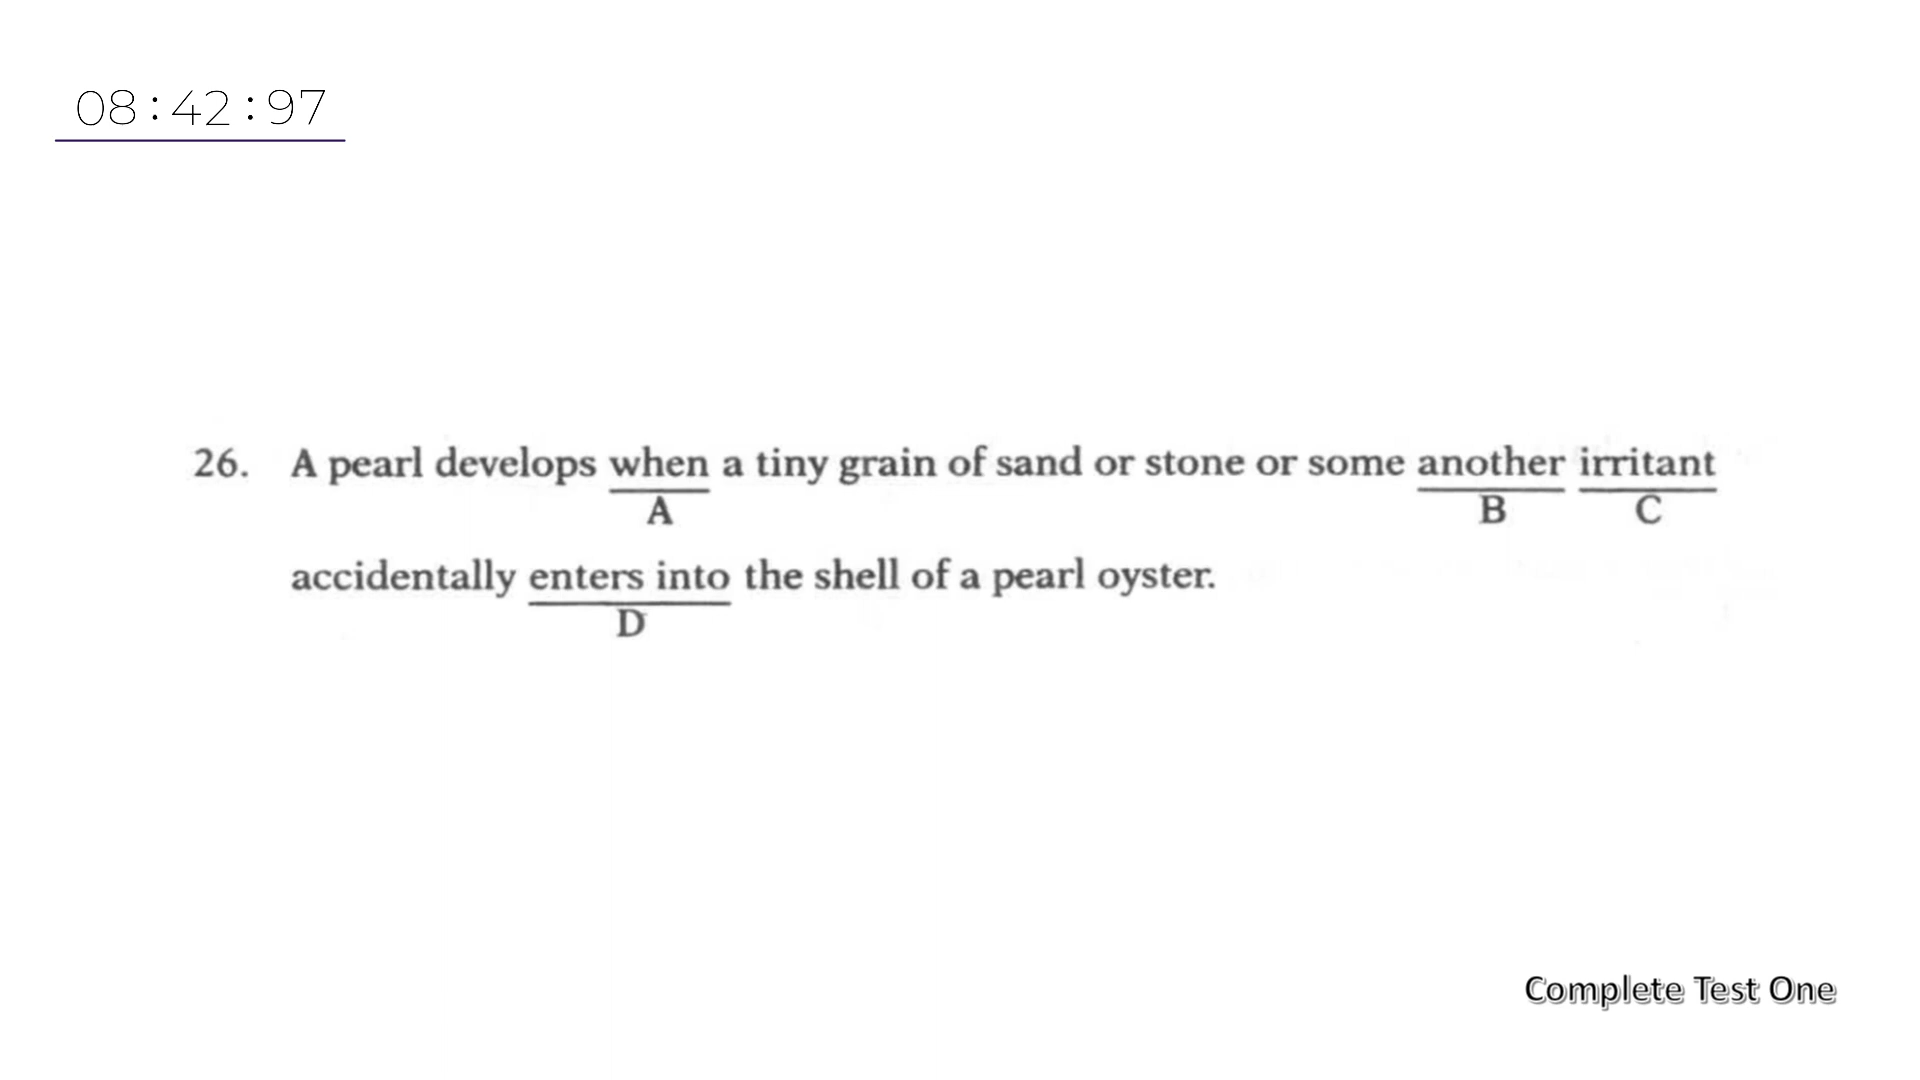 08:42:97
26. A pearl develops when a tiny grain of sand or stone or some another irritant
A B C
accidentally enters into the shell of a pearl oyster.
D
Complete Test One